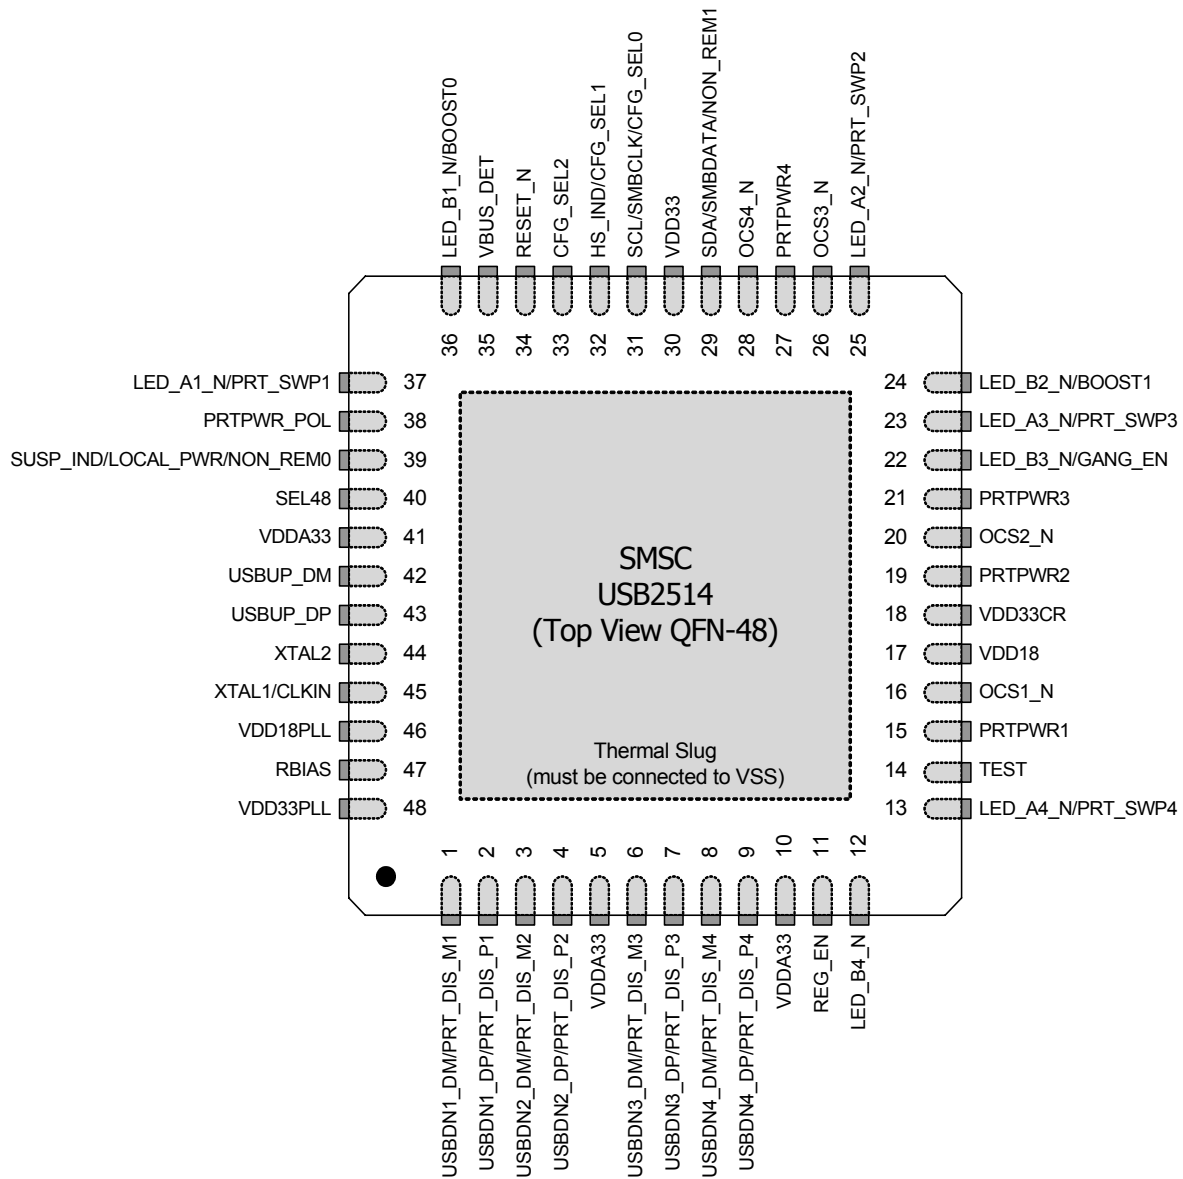 LED_B1_N/BOOST0
VBUS_DET
RESET_N
CFG_SEL2
HS_IND/CFG_SEL1
SCL/SMBCLK/CFG_SEL0
VDD33
SDA/SMBDATA/NON_REM1
OCS4_N
PRTPWR4
OCS3_N
LED_A2_N/PRT_SWP2
36
35
34
33
32
31
30
29
28
27
26
25
LED_A1_N/PRT_SWP1 37
PRTPWR_POL 38
SUSP_IND/LOCAL_PWR/NON_REM0 39
SEL48 40
VDDA33 41
USBUP_DM 42
USBUP_DP 43
XTAL2 44
XTAL1/CLKIN 45
VDD18PLL 46
RBIAS 47
VDD33PLL 48
24 LED_B2_N/BOOST1
23 LED_A3_N/PRT_SWP3
22 LED_B3_N/GANG_EN
21 PRTPWR3
20 OCS2_N
19 PRTPWR2
18 VDD33CR
17 VDD18
16 OCS1_N
15 PRTPWR1
14 TEST
13 LED_A4_N/PRT_SWP4
SMSC
USB2514
(Top View QFN-48)
Thermal Slug
(must be connected to VSS)
1
2
3
4
5
6
7
8
9
10
11
12
USBDN1_DM/PRT_DIS_M1
USBDN1_DP/PRT_DIS_P1
USBDN2_DM/PRT_DIS_M2
USBDN2_DP/PRT_DIS_P2
VDDA33
USBDN3_DM/PRT_DIS_M3
USBDN3_DP/PRT_DIS_P3
USBDN4_DM/PRT_DIS_M4
USBDN4_DP/PRT_DIS_P4
VDDA33
REG_EN
LED_B4_N